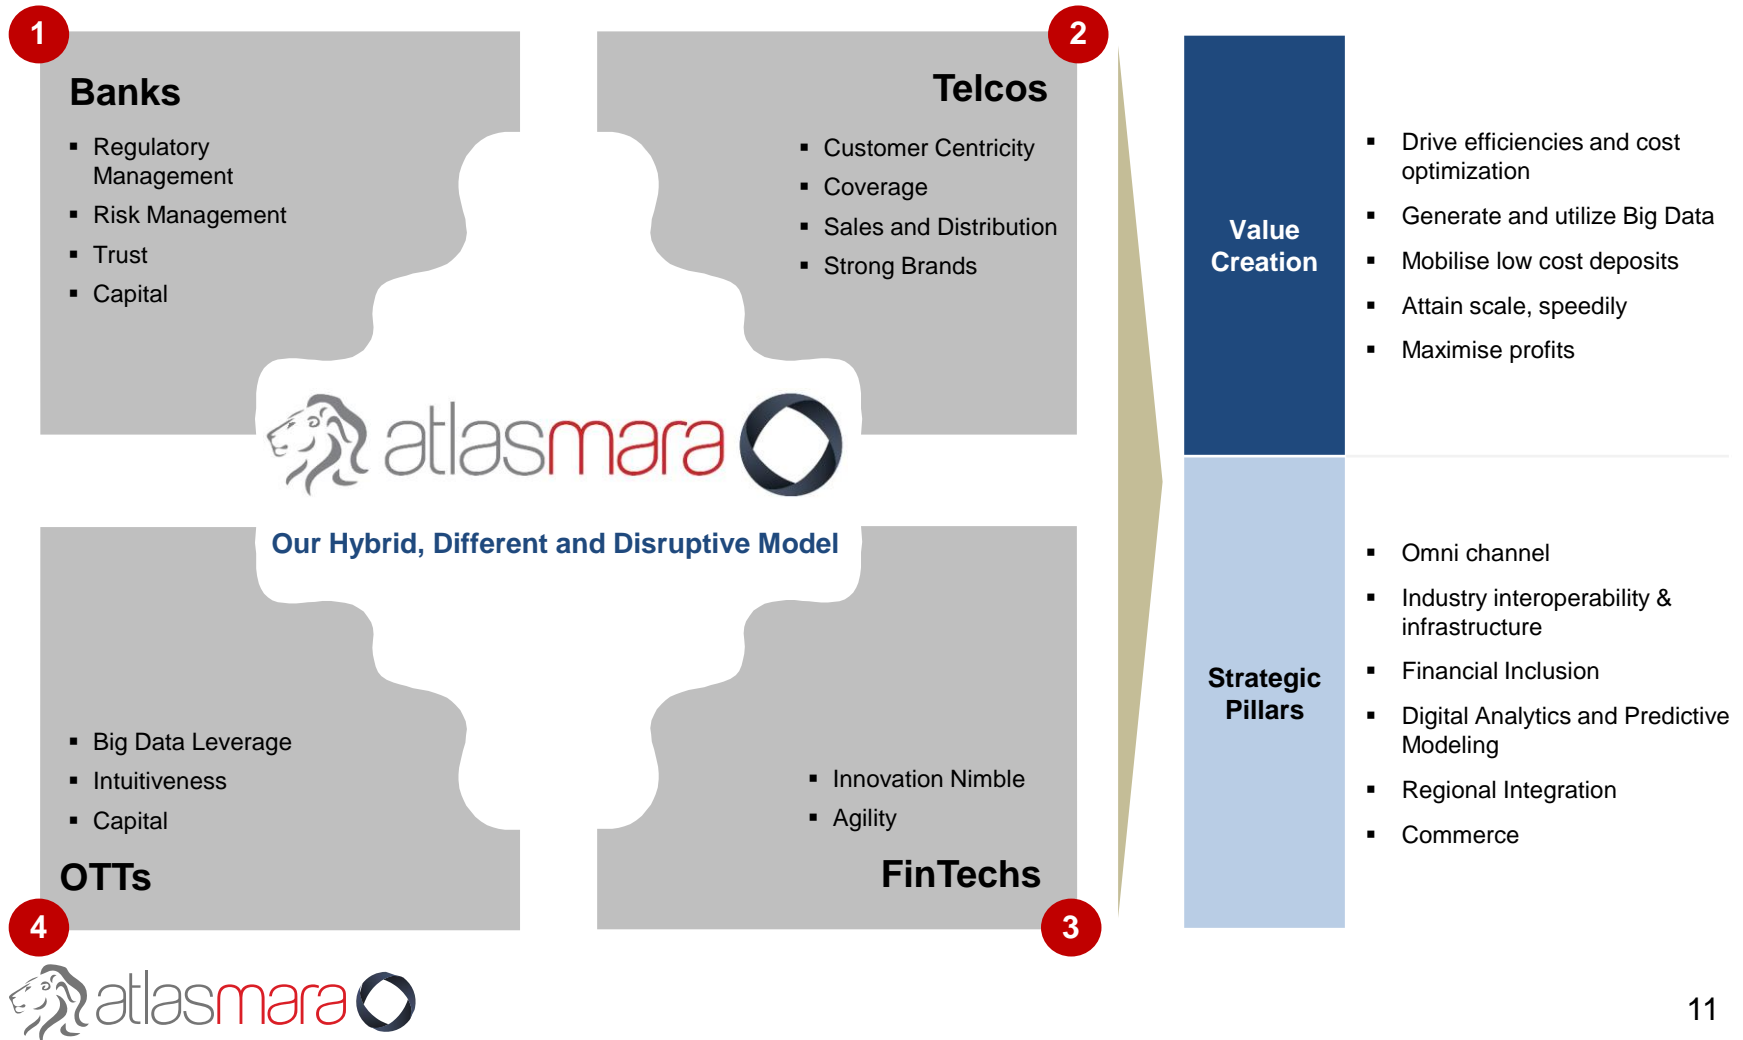 1
Banks
▪ Regulatory
Management
▪ Risk Management
▪ Trust
▪ Capital
2
Telcos
▪ Customer Centricity
▪ Coverage
▪ Sales and Distribution
▪ Strong Brands
atlasmara
Our Hybrid, Different and Disruptive Model
▪ Big Data Leverage
▪ Intuitiveness
▪ Capital
OTTs
4
▪ Innovation Nimble
▪ Agility
FinTechs
3
Value
Creation
▪ Drive efficiencies and cost
optimization
▪ Generate and utilize Big Data
▪ Mobilise low cost deposits
▪ Attain scale, speedily
▪ Maximise profits
Strategic
Pillars
▪ Omni channel
▪ Industry interoperability &
infrastructure
▪ Financial Inclusion
▪ Digital Analytics and Predictive
Modeling
▪ Regional Integration
▪ Commerce
atlasmara
11